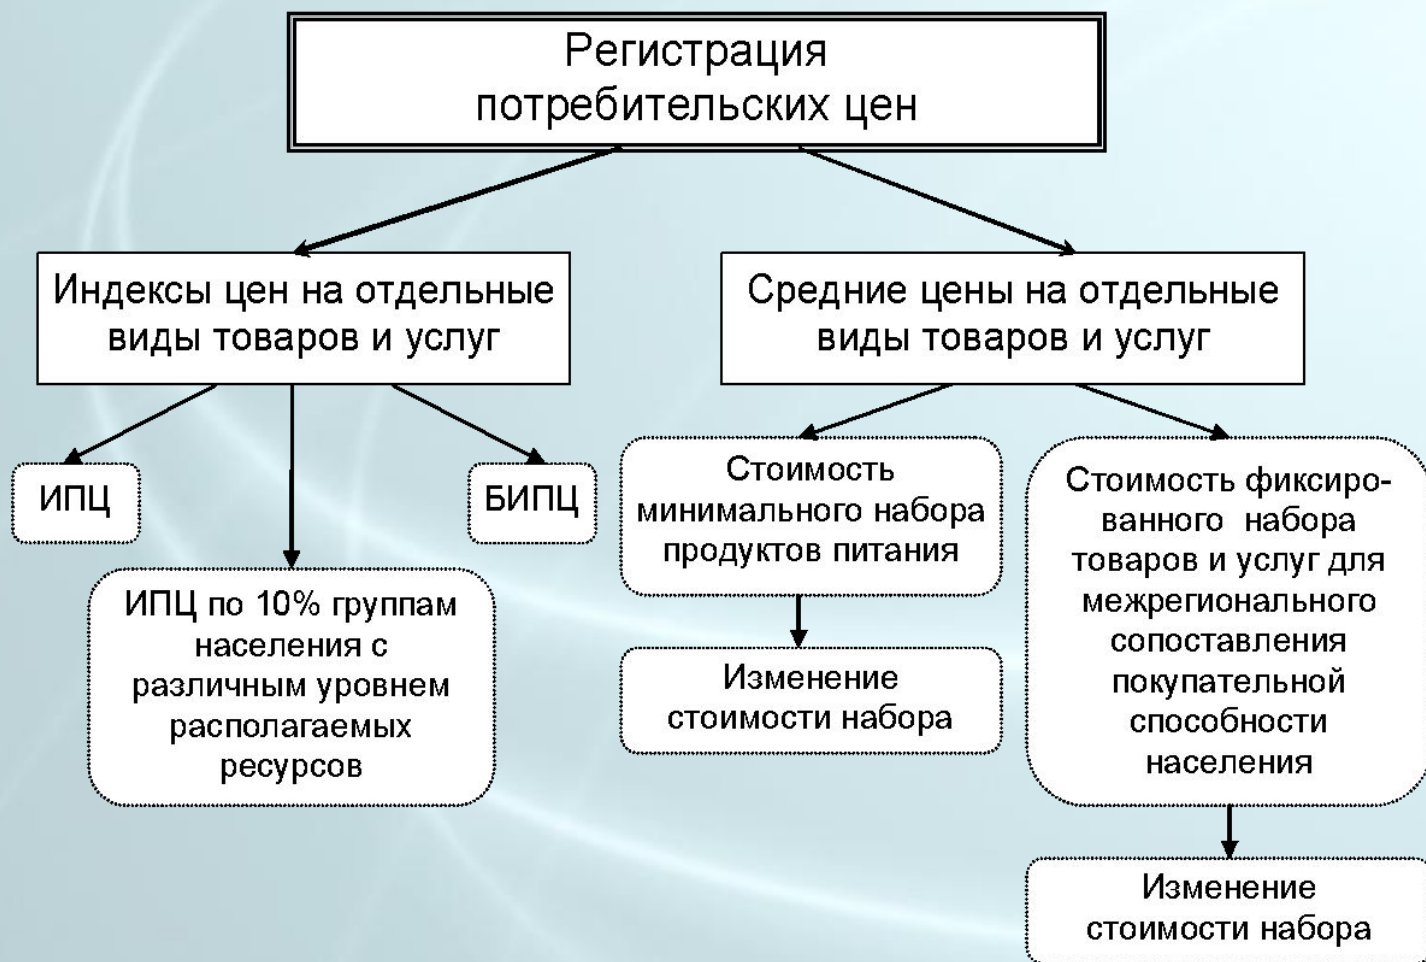 Регистрация
потребительских цен
Индексы цен на отдельные
виды товаров и услуг
Средние цены на отдельные
виды товаров и услуг
ИПЦ
БИПЦ
ИПЦ по 10% группам
населения с
различным уровнем
располагаемых
ресурсов
Стоимость
минимального набора
продуктов питания
Изменение
стоимости набора
Стоимость фиксиро-
ванного набора
товаров и услуг для
межрегионального
сопоставления
покупательной
способности
населения
Изменение
стоимости набора